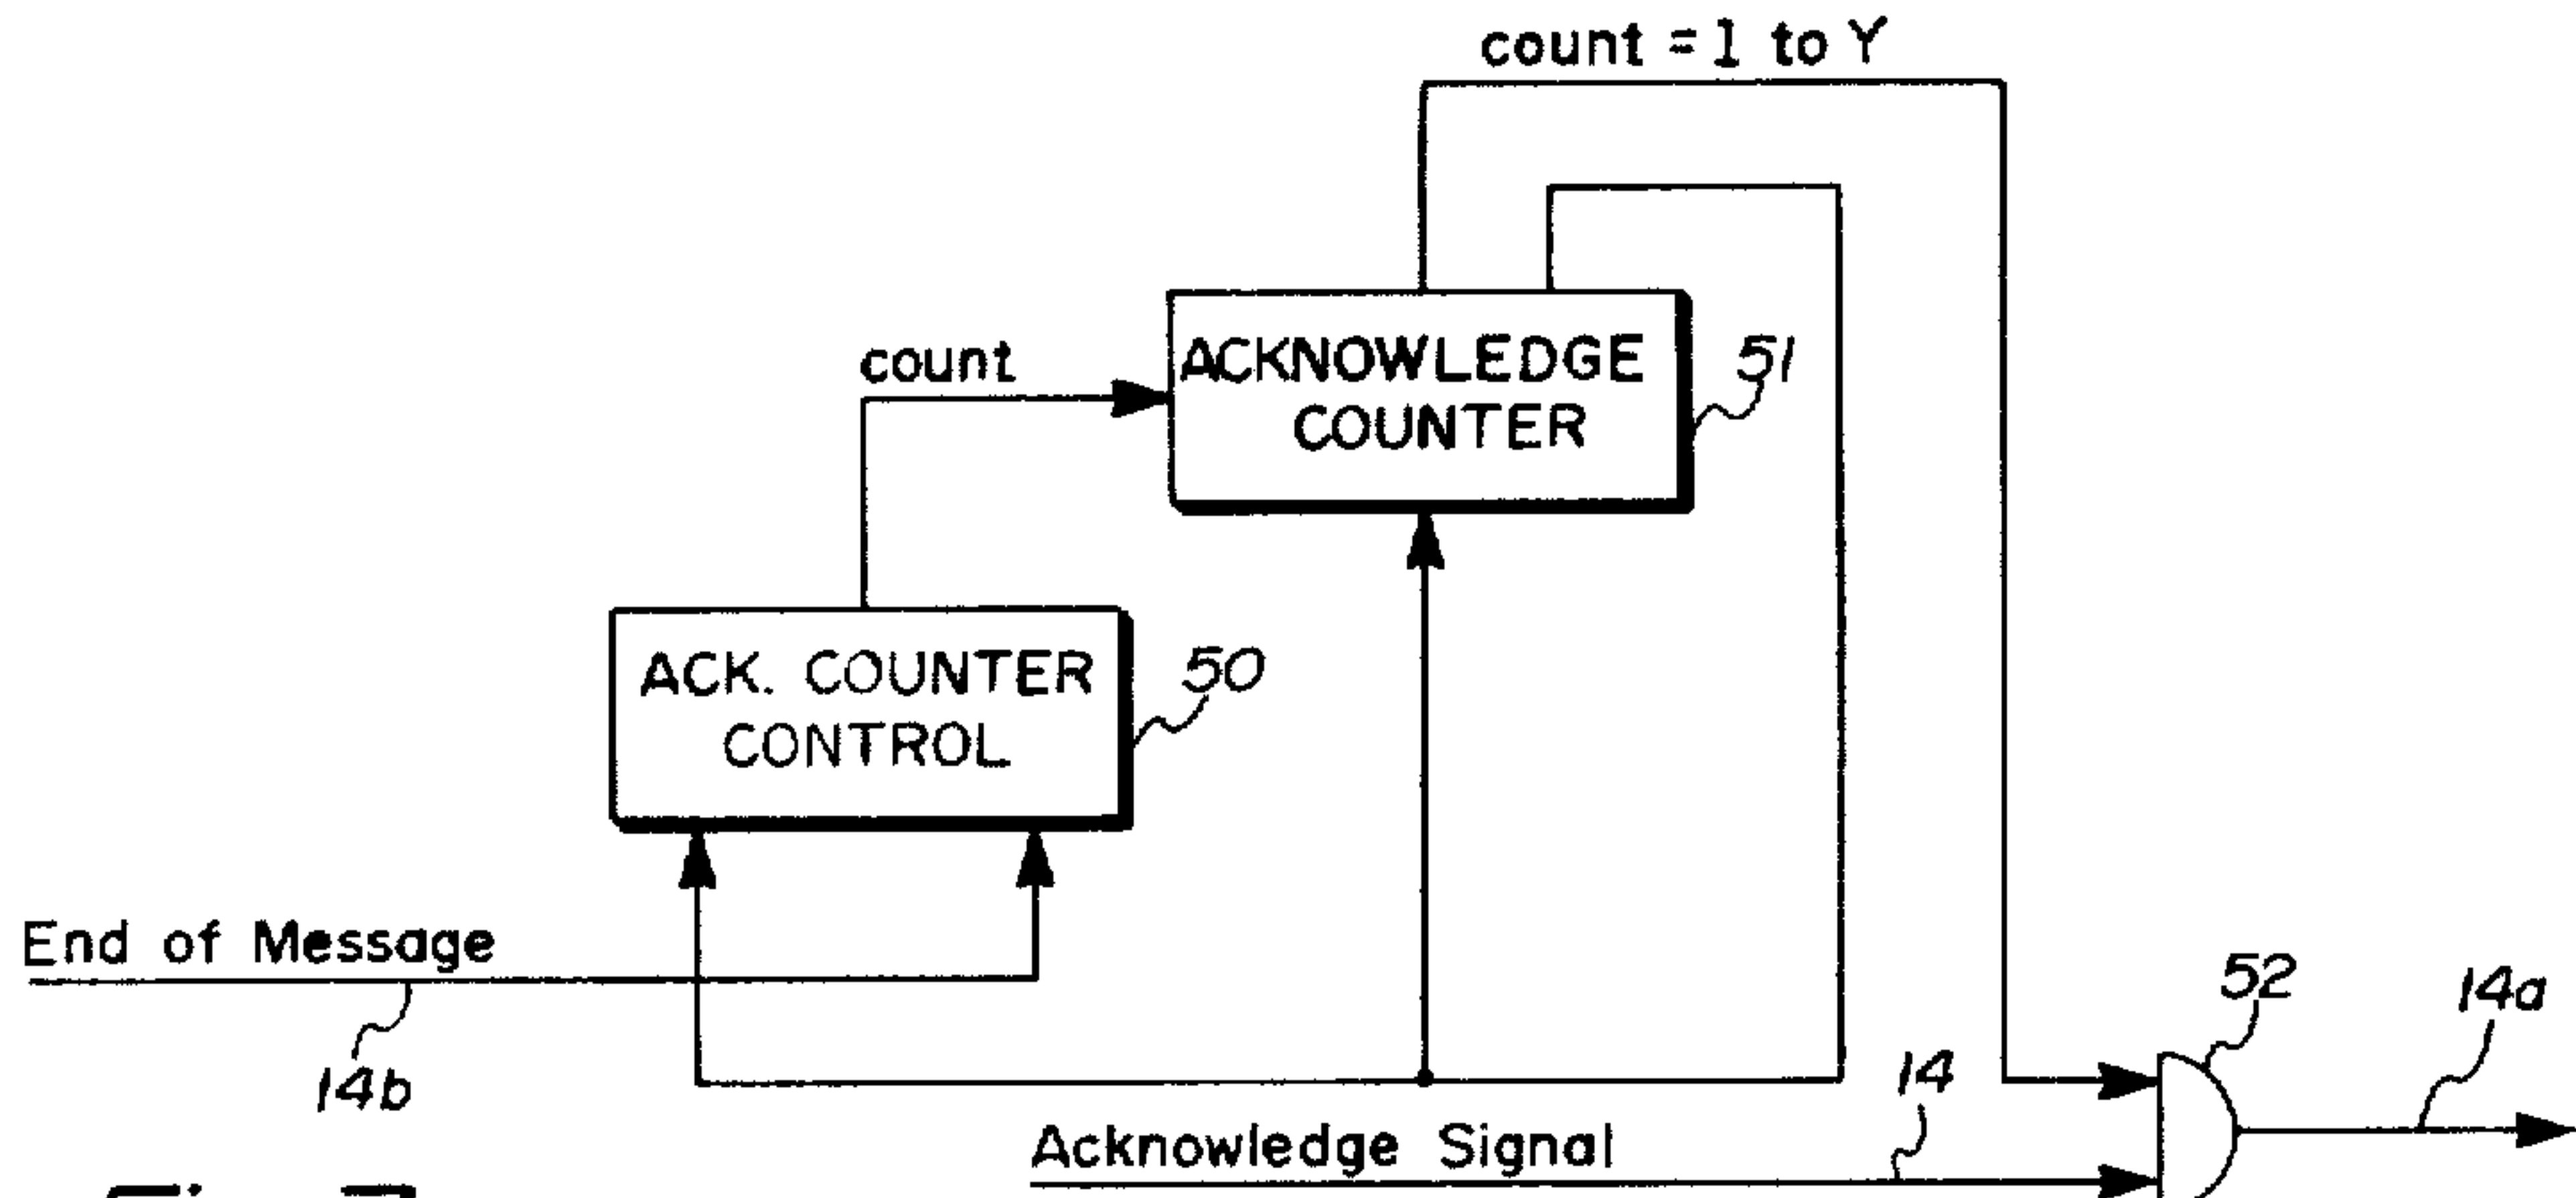 count = 1 to Y
count
ACKNOWLEDGE
COUNTER
51
ACK. COUNTER
CONTROL
50
End of Message
14b
52
14a
14
Acknowledge Signal